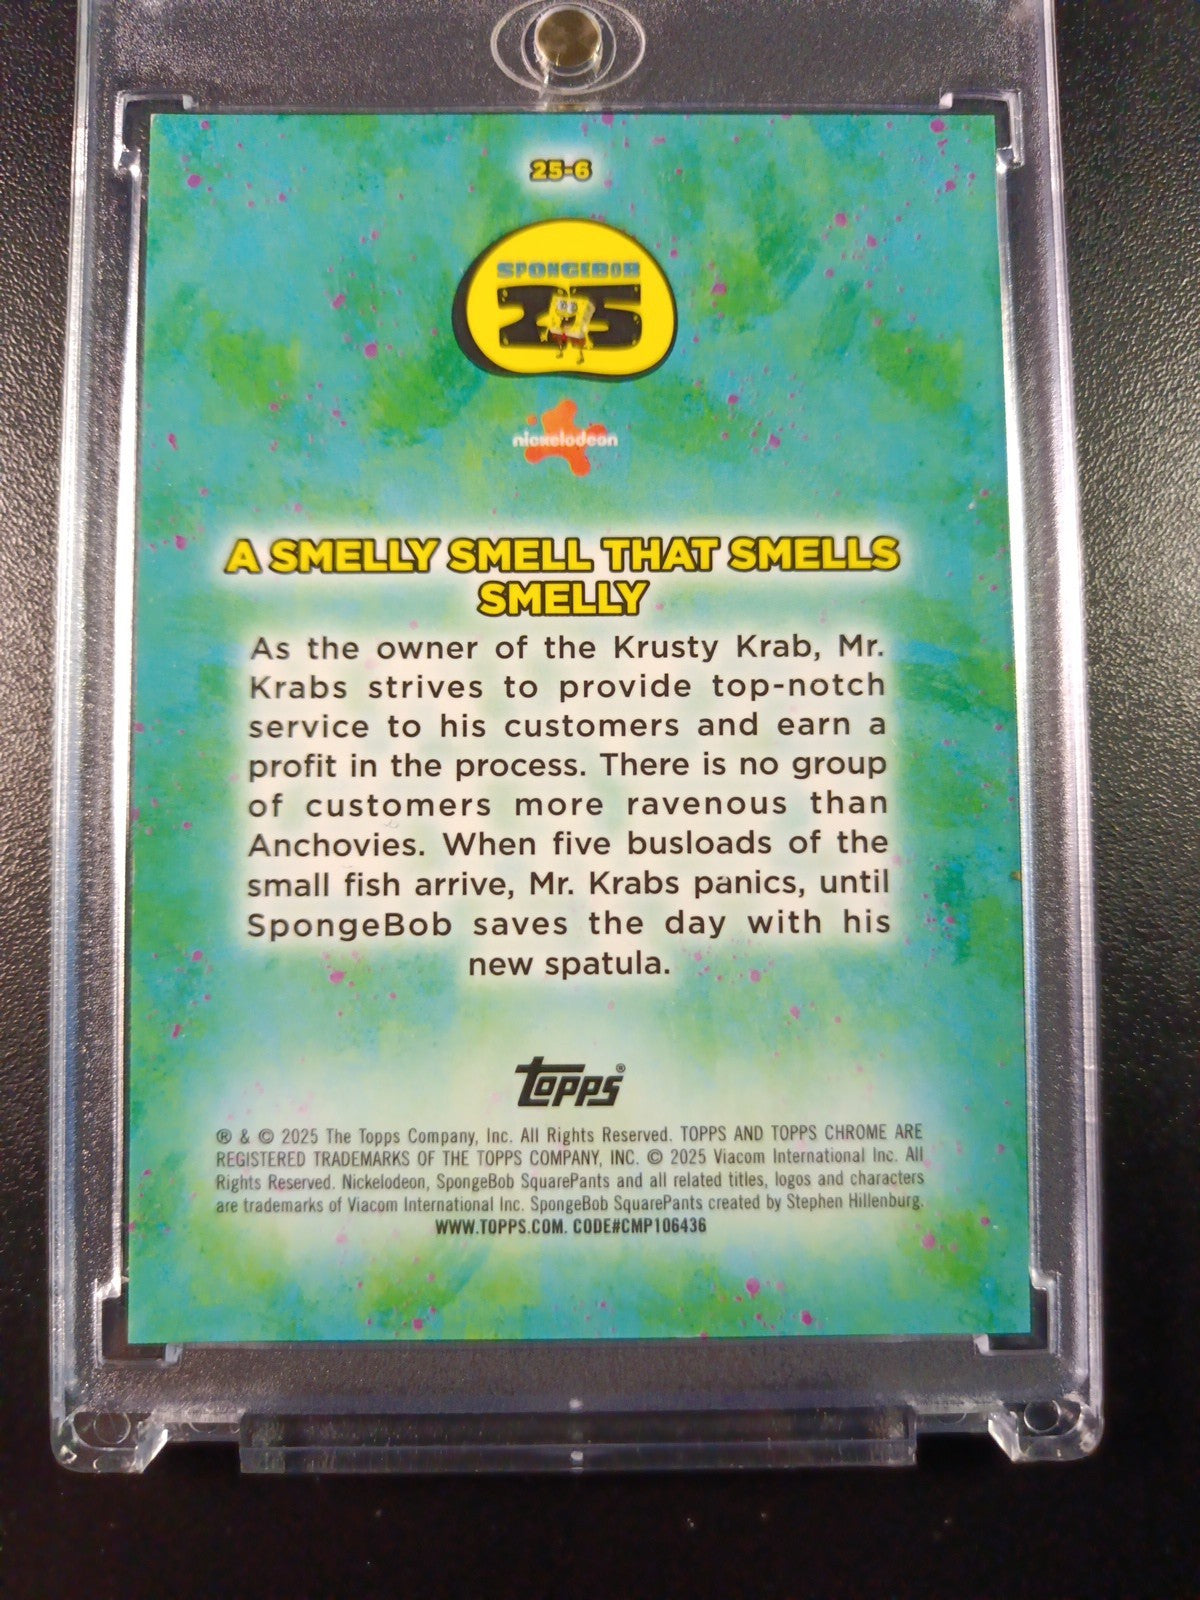 25-6
SPONGEBOB
25
nickelodeon
A SMELLY SMELL THAT SMELLS
SMELLY
As the owner of the Krusty Krab, Mr.
Krabs strives to provide top-notch
service to his customers and earn a
profit in the process. There is no group
of customers more ravenous than
Anchovies. When five busloads of the
small fish arrive, Mr. Krabs panics, until
SpongeBob saves the day with his
new spatula.
topps®
® & © 2025 The Topps Company, Inc. All Rights Reserved. TOPPS AND TOPPS CHROME ARE
REGISTERED TRADEMARKS OF THE TOPPS COMPANY, INC. © 2025 Viacom International Inc. All
Rights Reserved. Nickelodeon, SpongeBob SquarePants and all related titles, logos and characters
are trademarks of Viacom International Inc. SpongeBob SquarePants created by Stephen Hillenburg.
WWW.TOPPS.COM. CODE#CMP106436